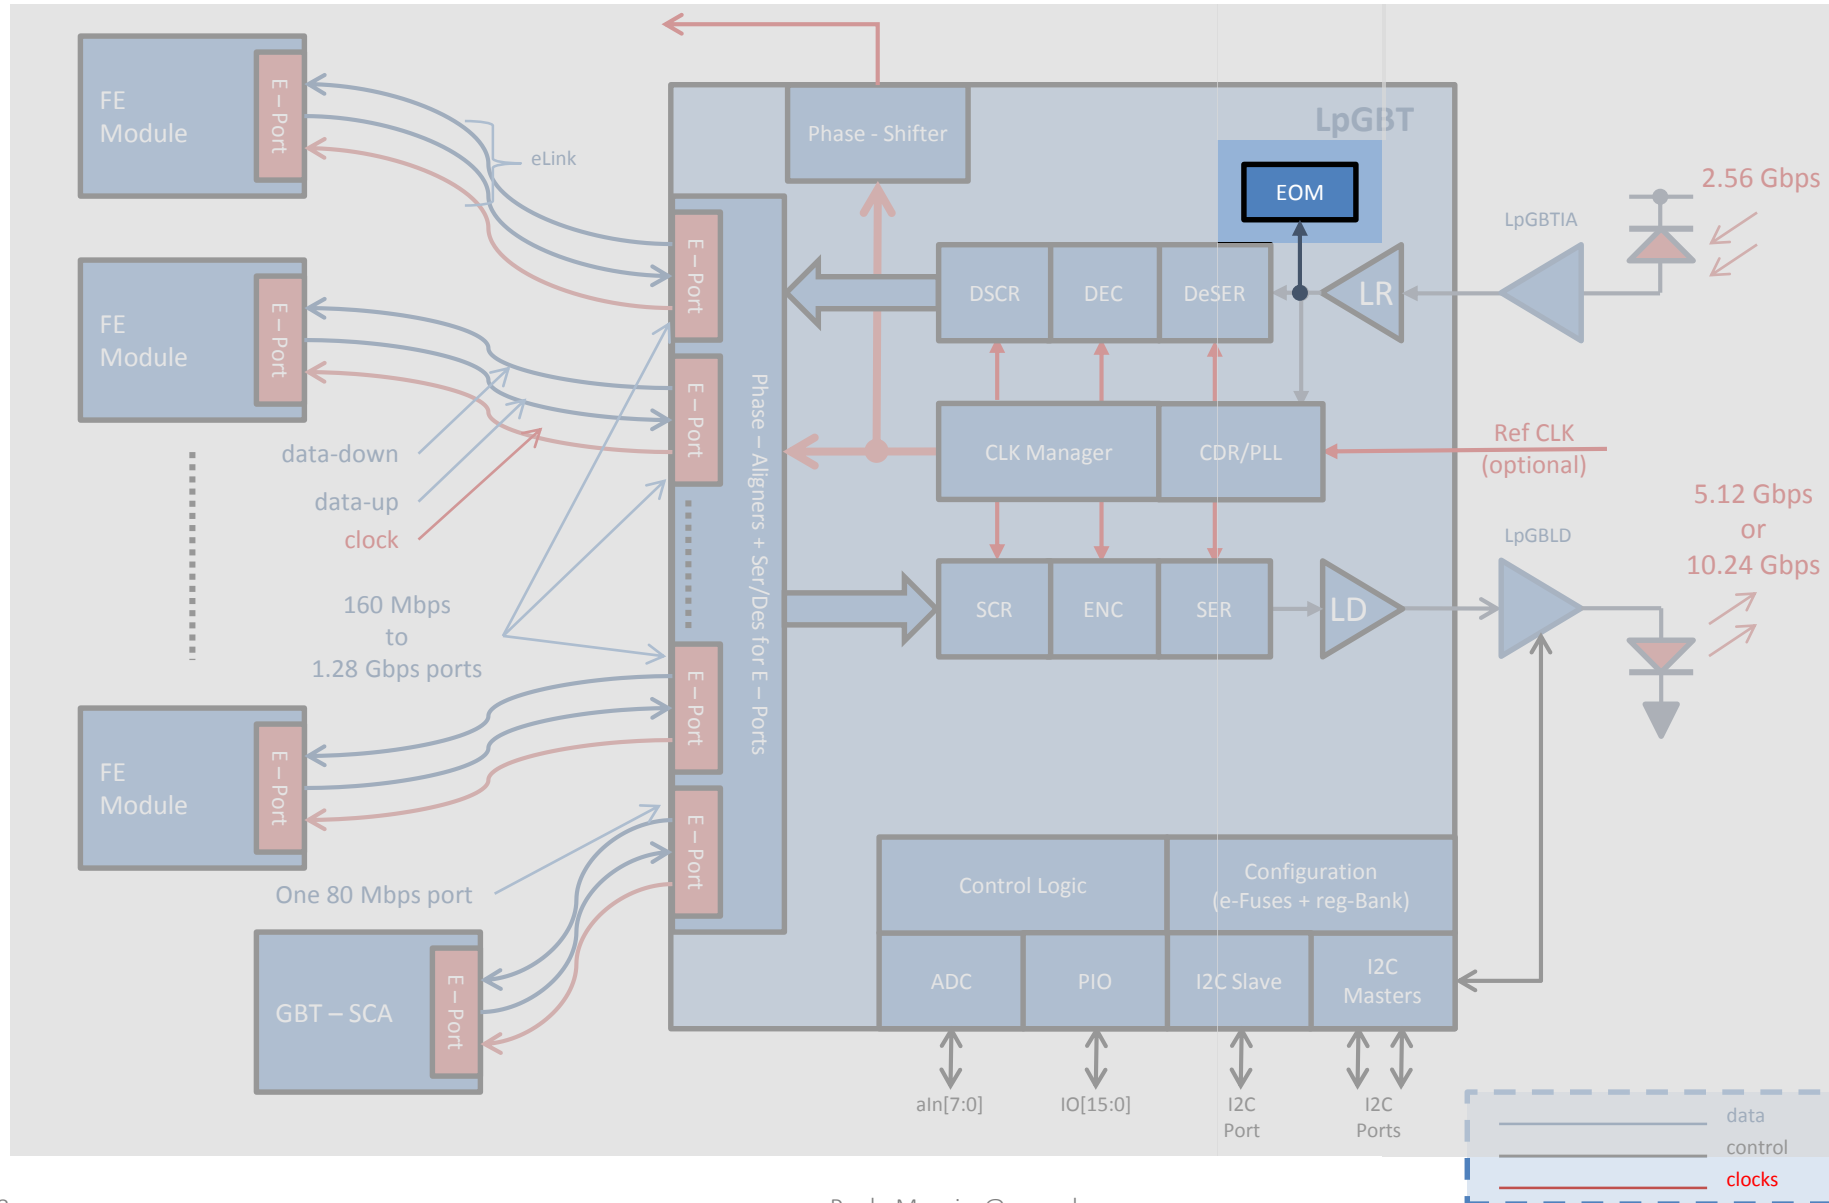 FE
Module
E – Port
eLink
Phase - Shifter
LpGBT
EOM
2.56 Gbps
LpGBTIA
E – Port
DSCR
DEC
DeSER
LR
FE
Module
E – Port
E – Port
Phase – Aligners + Ser/Des for E – Ports
data-down
data-up
clock
CLK Manager
CDR/PLL
Ref CLK
(optional)
5.12 Gbps
or
10.24 Gbps
LpGBLD
160 Mbps
to
1.28 Gbps ports
SCR
ENC
SER
LD
E – Port
FE
Module
E – Port
E – Port
One 80 Mbps port
Control Logic
Configuration
(e-Fuses + reg-Bank)
GBT – SCA
E – Port
ADC
PIO
I2C Slave
I2C
Masters
aIn[7:0]
IO[15:0]
I2C
Port
I2C
Ports
data
control
clocks